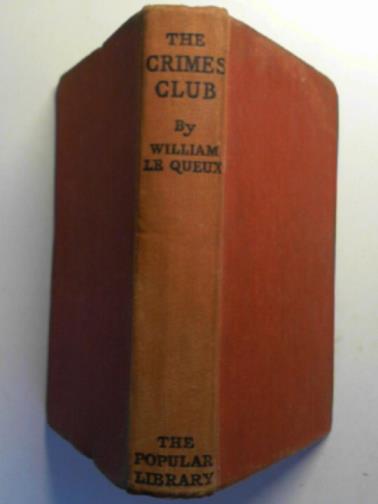 THE
CRIMES
CLUB
By
WILLIAM
LE QUEUX
THE
POPULAR
LIBRARY